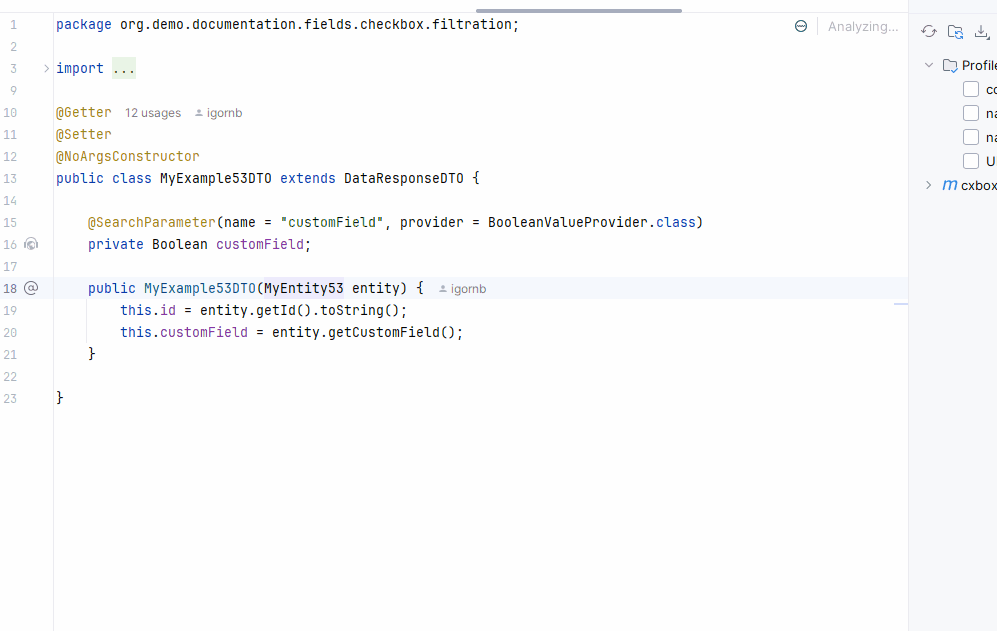 1 package org.demo.documentation.fields.checkbox.filtration; Analyzing...
2
3 import ...
9
10 @Getter 12 usages igornb
11 @Setter
12 @NoArgsConstructor
13 public class MyExample53DTO extends DataResponseDTO {
14
15 @SearchParameter(name = "customField", provider = BooleanValueProvider.class)
16 private Boolean customField;
17
18 @ public MyExample53DTO(MyEntity53 entity) { igornb
19 this.id = entity.getId().toString();
20 this.customField = entity.getCustomField();
21 }
22
23 }
Profile
co
na
na
U
m cxbox